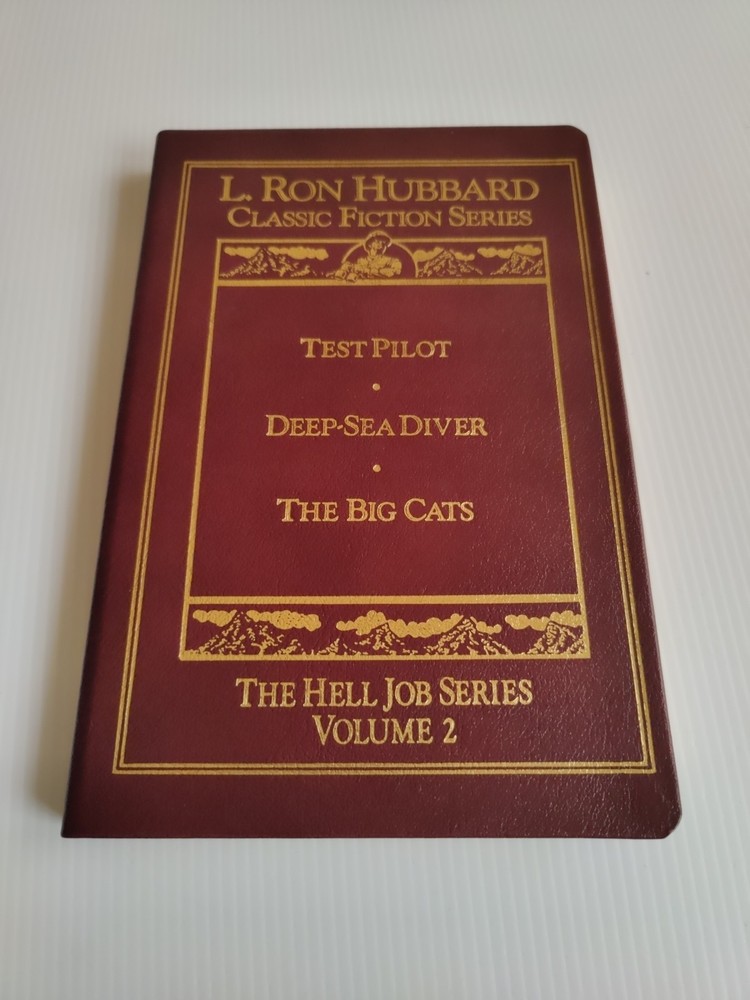 L. RON HUBBARD
CLASSIC FICTION SERIES
TEST PILOT
•
DEEP-SEA DIVER
•
THE BIG CATS
THE HELL JOB SERIES
VOLUME 2